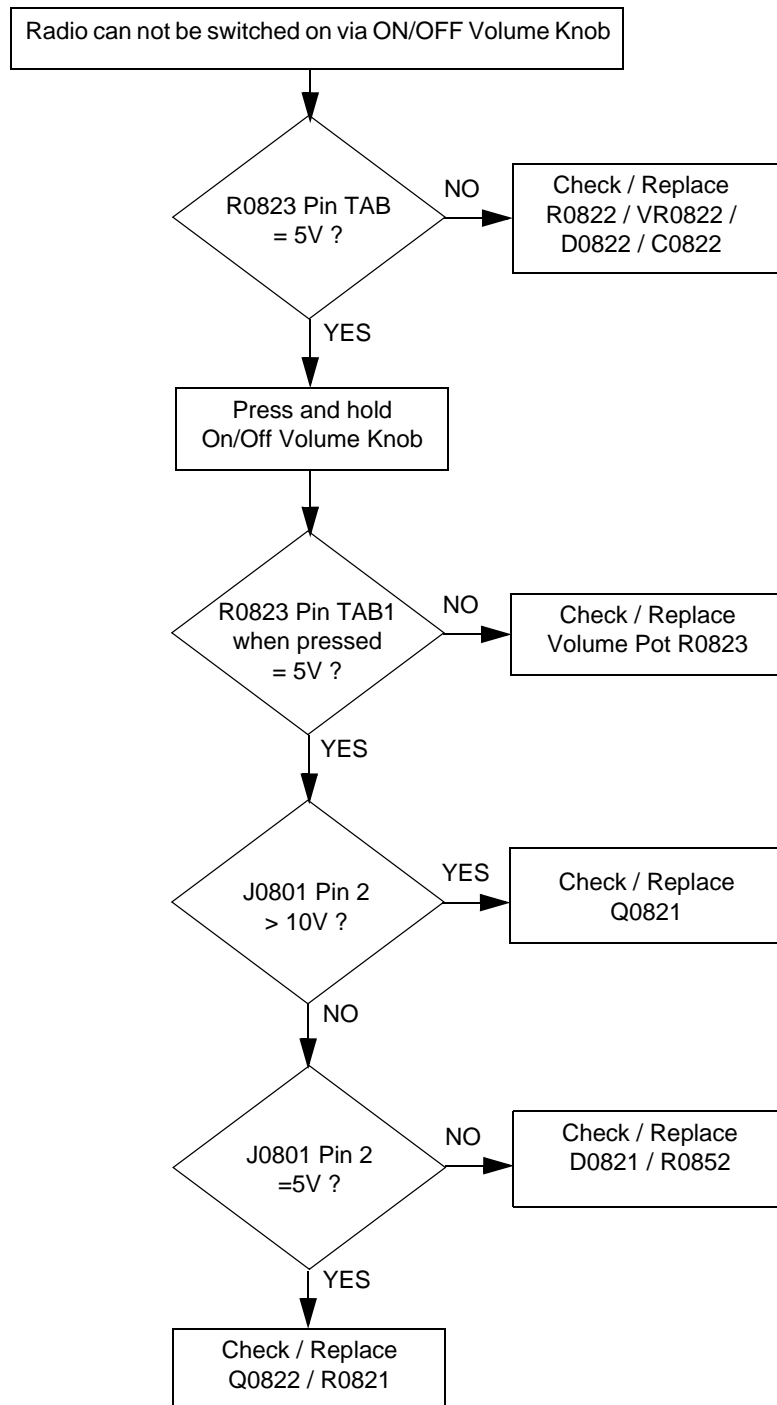 Radio can not be switched on via ON/OFF Volume Knob
R0823 Pin TAB
= 5V ?
NO
Check / Replace
R0822 / VR0822 /
D0822 / C0822
YES
Press and hold
On/Off Volume Knob
R0823 Pin TAB1
when pressed
= 5V ?
NO
Check / Replace
Volume Pot R0823
YES
J0801 Pin 2
> 10V ?
YES
Check / Replace
Q0821
NO
J0801 Pin 2
=5V ?
NO
Check / Replace
D0821 / R0852
YES
Check / Replace
Q0822 / R0821